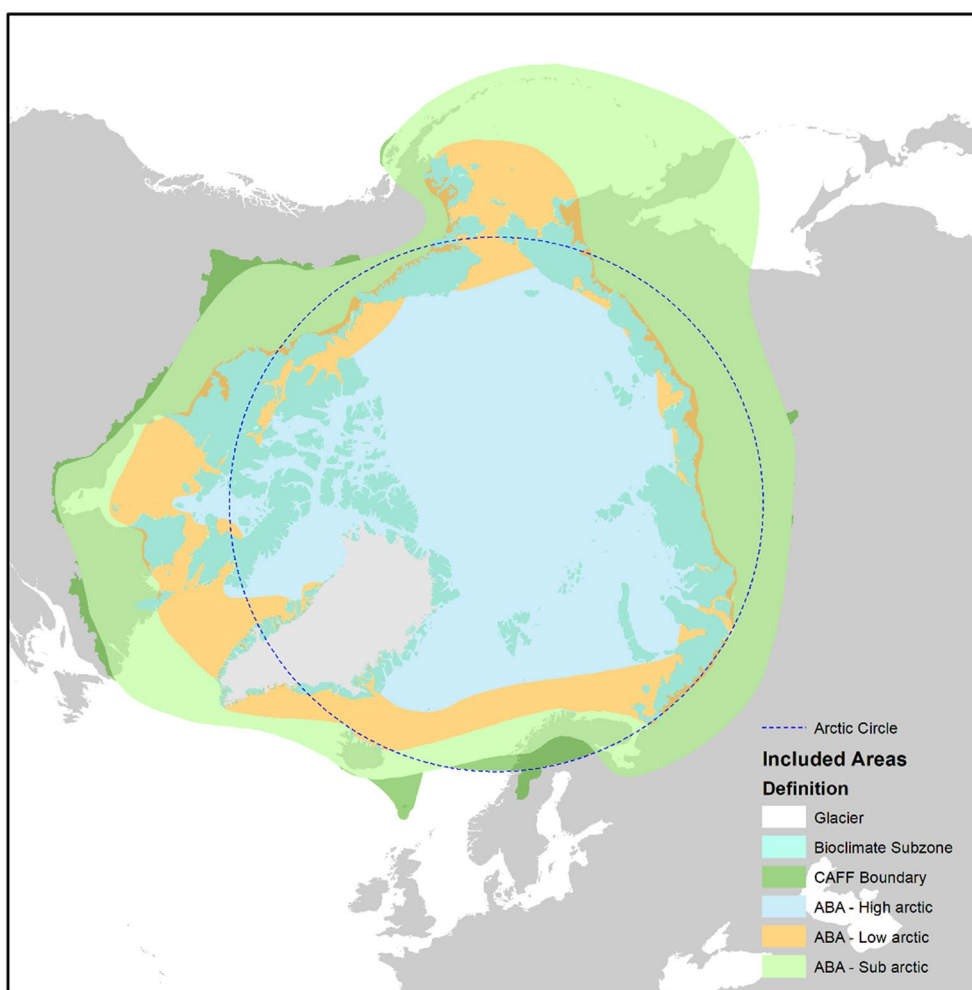 Arctic Circle
Included Areas
Definition
Glacier
Bioclimate Subzone
CAFF Boundary
ABA - High arctic
ABA - Low arctic
ABA - Sub arctic